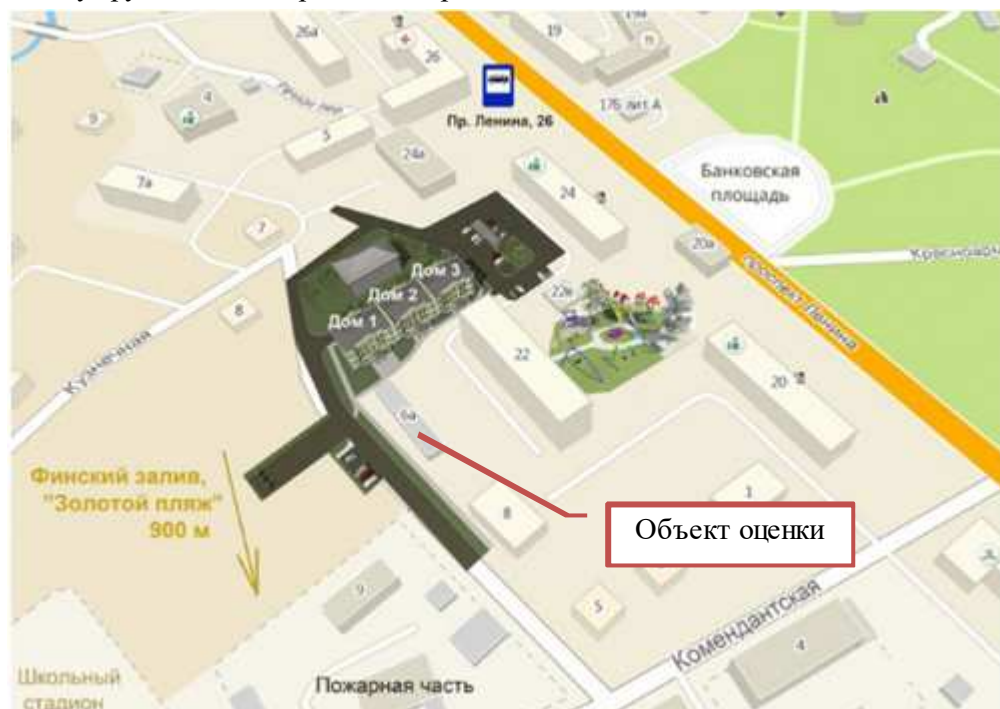 26а
26
19
19а
4
9
5
24а
Пр. Ленина, 26
17Б лит А
Банковская
площадь
7а
24
7
20а
Проспект Ленина
Дом 3
Дом 2
Дом 1
22в
8
22
20
Кузнечная
6а
Финский залив,
"Золотой пляж"
900 м
8
1
Объект оценки
9
5
Комендантская
4
Школьный
стадион
Пожарная часть